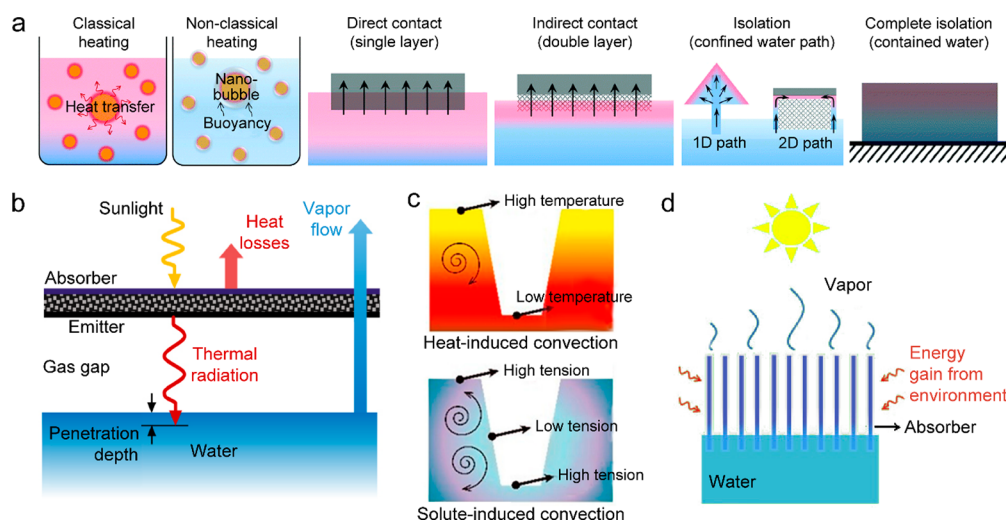 a
Classical
heating
Heat transfer
Non-classical
heating
Nano-
bubble
Buoyancy
Direct contact
(single layer)
Indirect contact
(double layer)
Isolation
(confined water path)
1D path
2D path
Complete isolation
(contained water)
b
Sunlight
Heat
losses
Vapor
flow
Absorber
Emitter
Gas gap
Thermal
radiation
Penetration
depth
Water
c
High temperature
Low temperature
Heat-induced convection
High tension
Low tension
High tension
Solute-induced convection
d
Vapor
Energy
gain from
environment
Absorber
Water